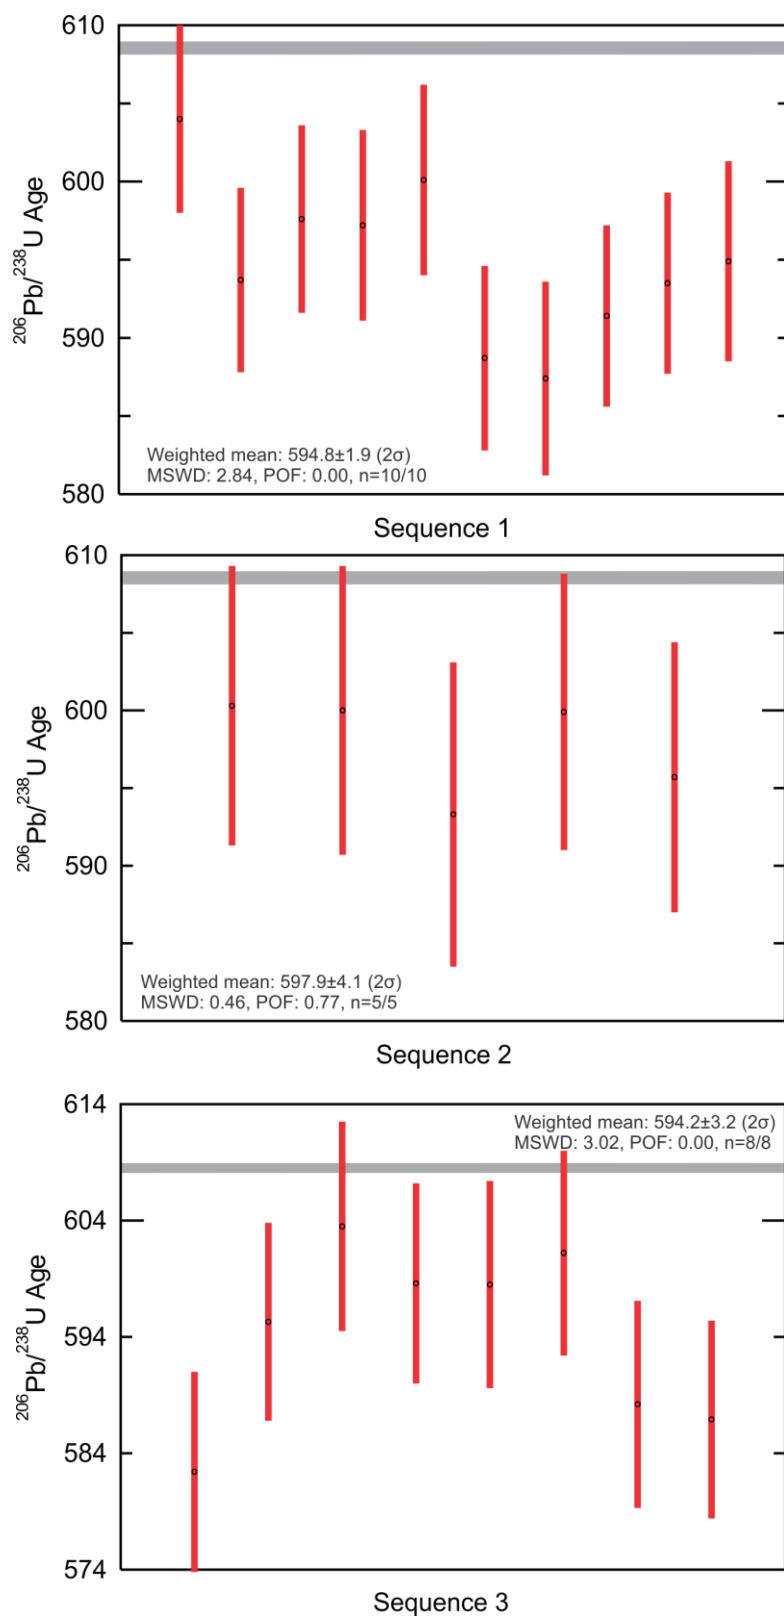 610
600
590
580
²⁰⁶Pb/²³⁸U Age
Weighted mean: 594.8±1.9 (2σ)
MSWD: 2.84, POF: 0.00, n=10/10
Sequence 1
610
600
590
580
²⁰⁶Pb/²³⁸U Age
Weighted mean: 597.9±4.1 (2σ)
MSWD: 0.46, POF: 0.77, n=5/5
Sequence 2
614
604
594
584
574
²⁰⁶Pb/²³⁸U Age
Weighted mean: 594.2±3.2 (2σ)
MSWD: 3.02, POF: 0.00, n=8/8
Sequence 3